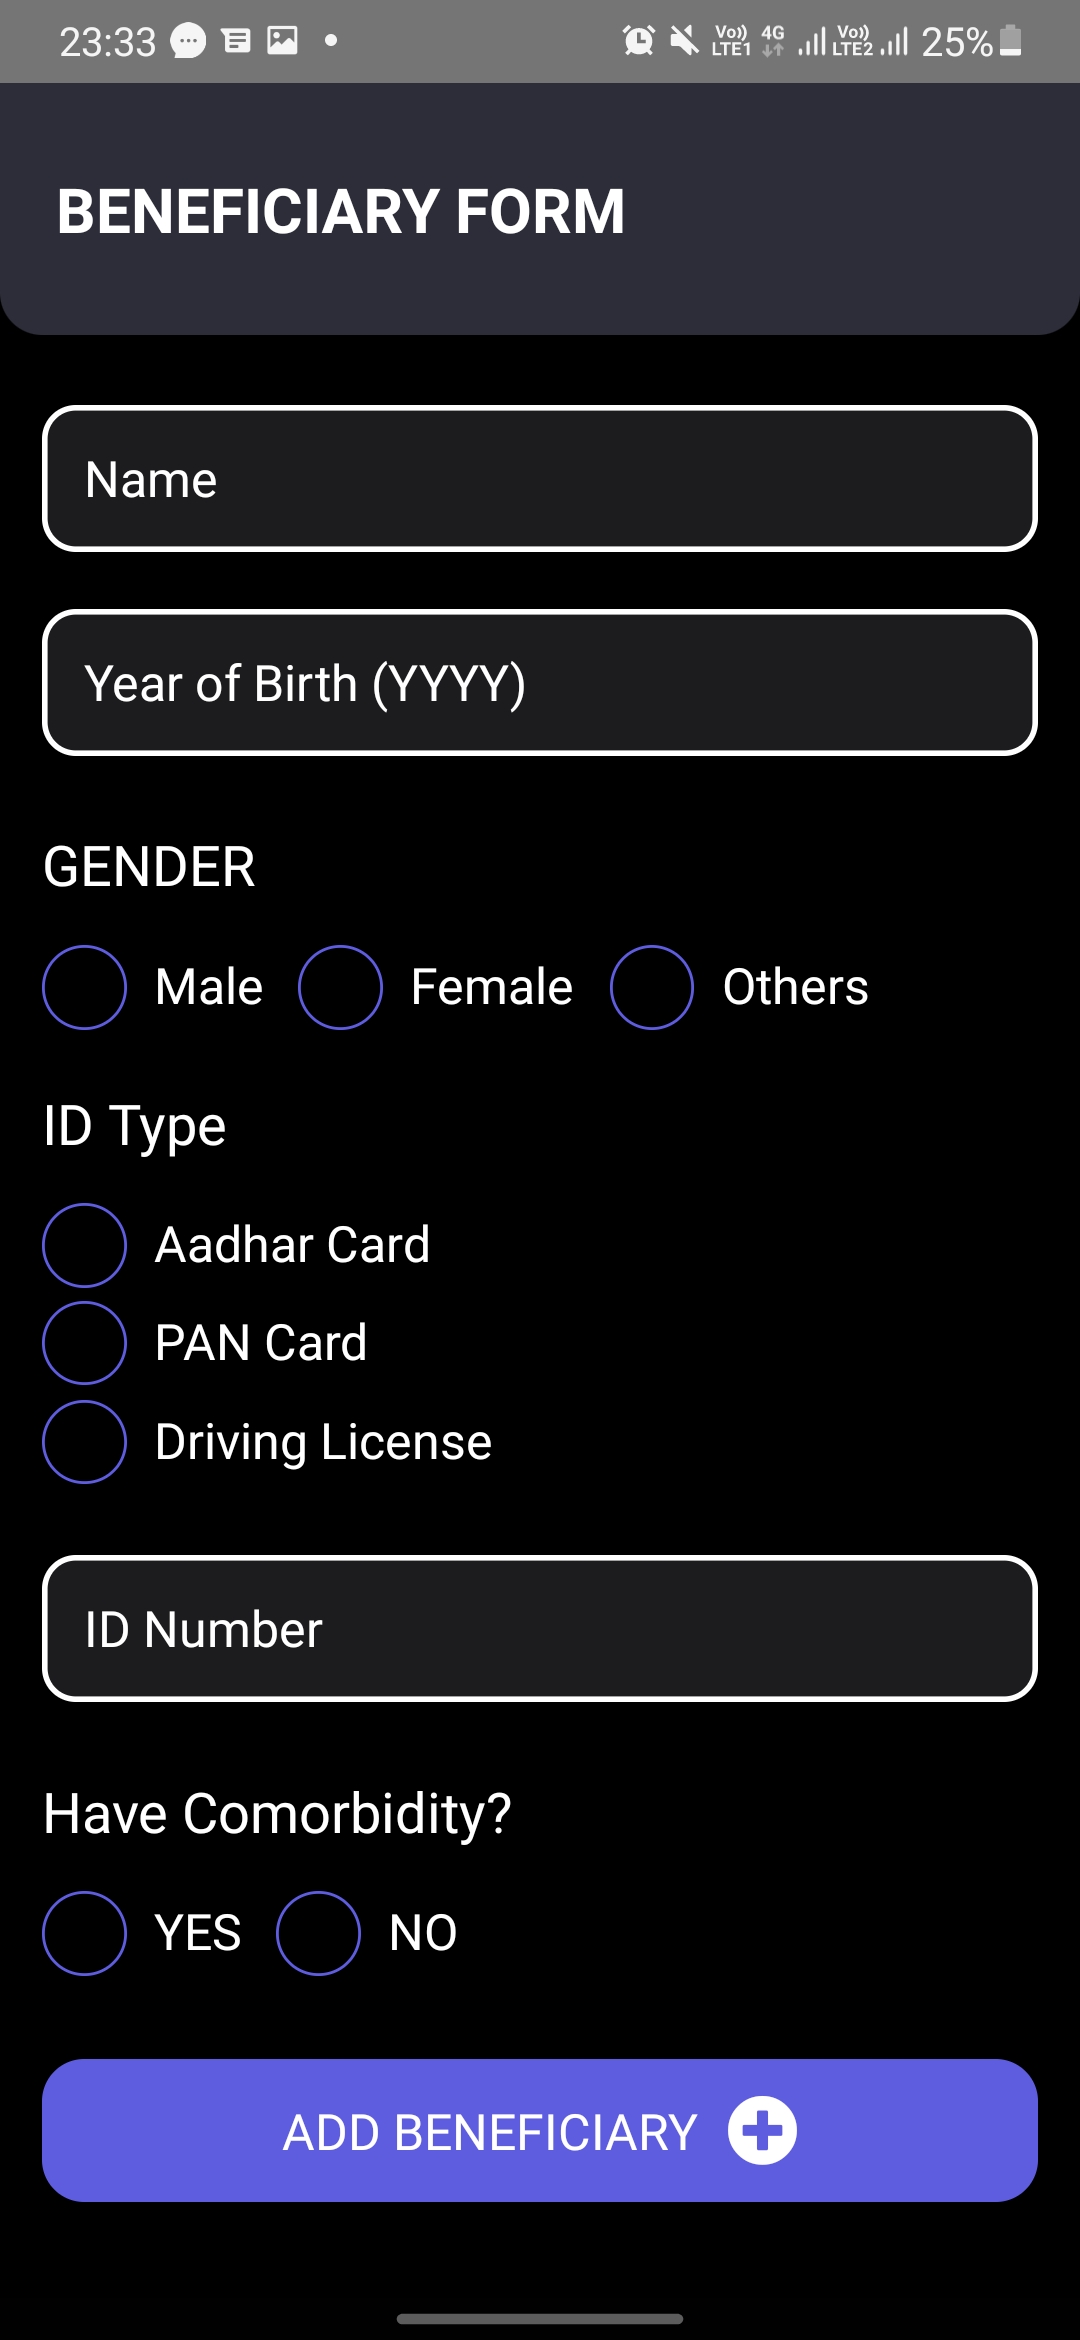 23:33 Vo)) LTE1 4G Vo)) LTE2 25%
BENEFICIARY FORM
Name
Year of Birth (YYYY)
GENDER
Male Female Others
ID Type
Aadhar Card
PAN Card
Driving License
ID Number
Have Comorbidity?
YES NO
ADD BENEFICIARY